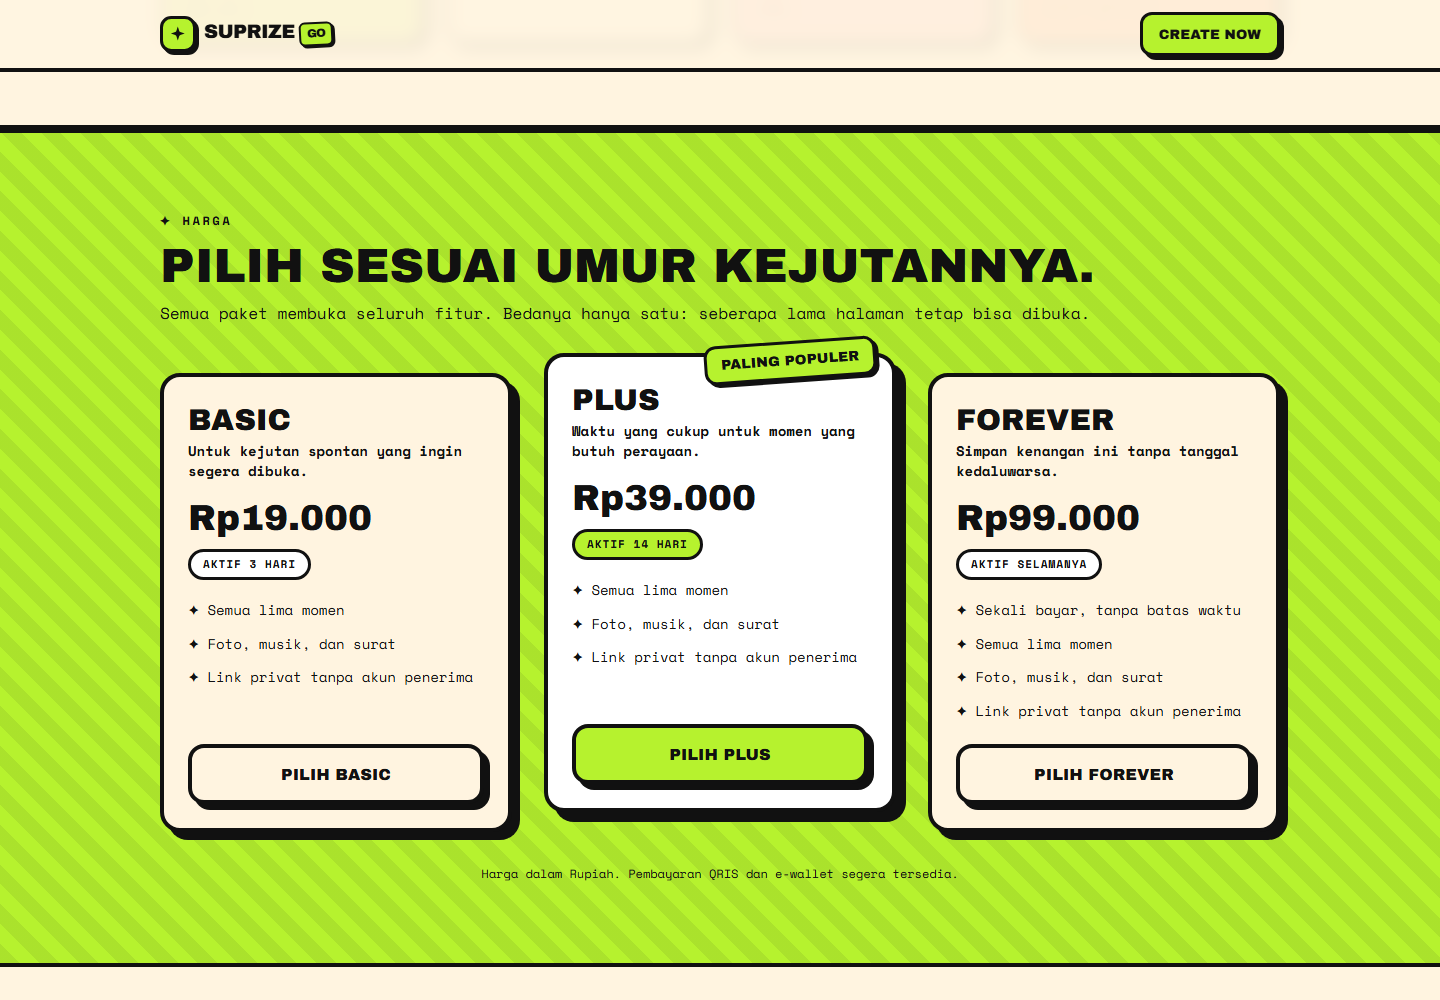 SUPRIZE GO
CREATE NOW
✦ HARGA
PILIH SESUAI UMUR KEJUTANNYA.
Semua paket membuka seluruh fitur. Bedanya hanya satu: seberapa lama halaman tetap bisa dibuka.
BASIC
Untuk kejutan spontan yang ingin
segera dibuka.
Rp19.000
AKTIF 3 HARI
✦ Semua lima momen
✦ Foto, musik, dan surat
✦ Link privat tanpa akun penerima
PILIH BASIC
PALING POPULER
PLUS
Waktu yang cukup untuk momen yang
butuh perayaan.
Rp39.000
AKTIF 14 HARI
✦ Semua lima momen
✦ Foto, musik, dan surat
✦ Link privat tanpa akun penerima
PILIH PLUS
FOREVER
Simpan kenangan ini tanpa tanggal
kedaluwarsa.
Rp99.000
AKTIF SELAMANYA
✦ Sekali bayar, tanpa batas waktu
✦ Semua lima momen
✦ Foto, musik, dan surat
✦ Link privat tanpa akun penerima
PILIH FOREVER
Harga dalam Rupiah. Pembayaran QRIS dan e-wallet segera tersedia.